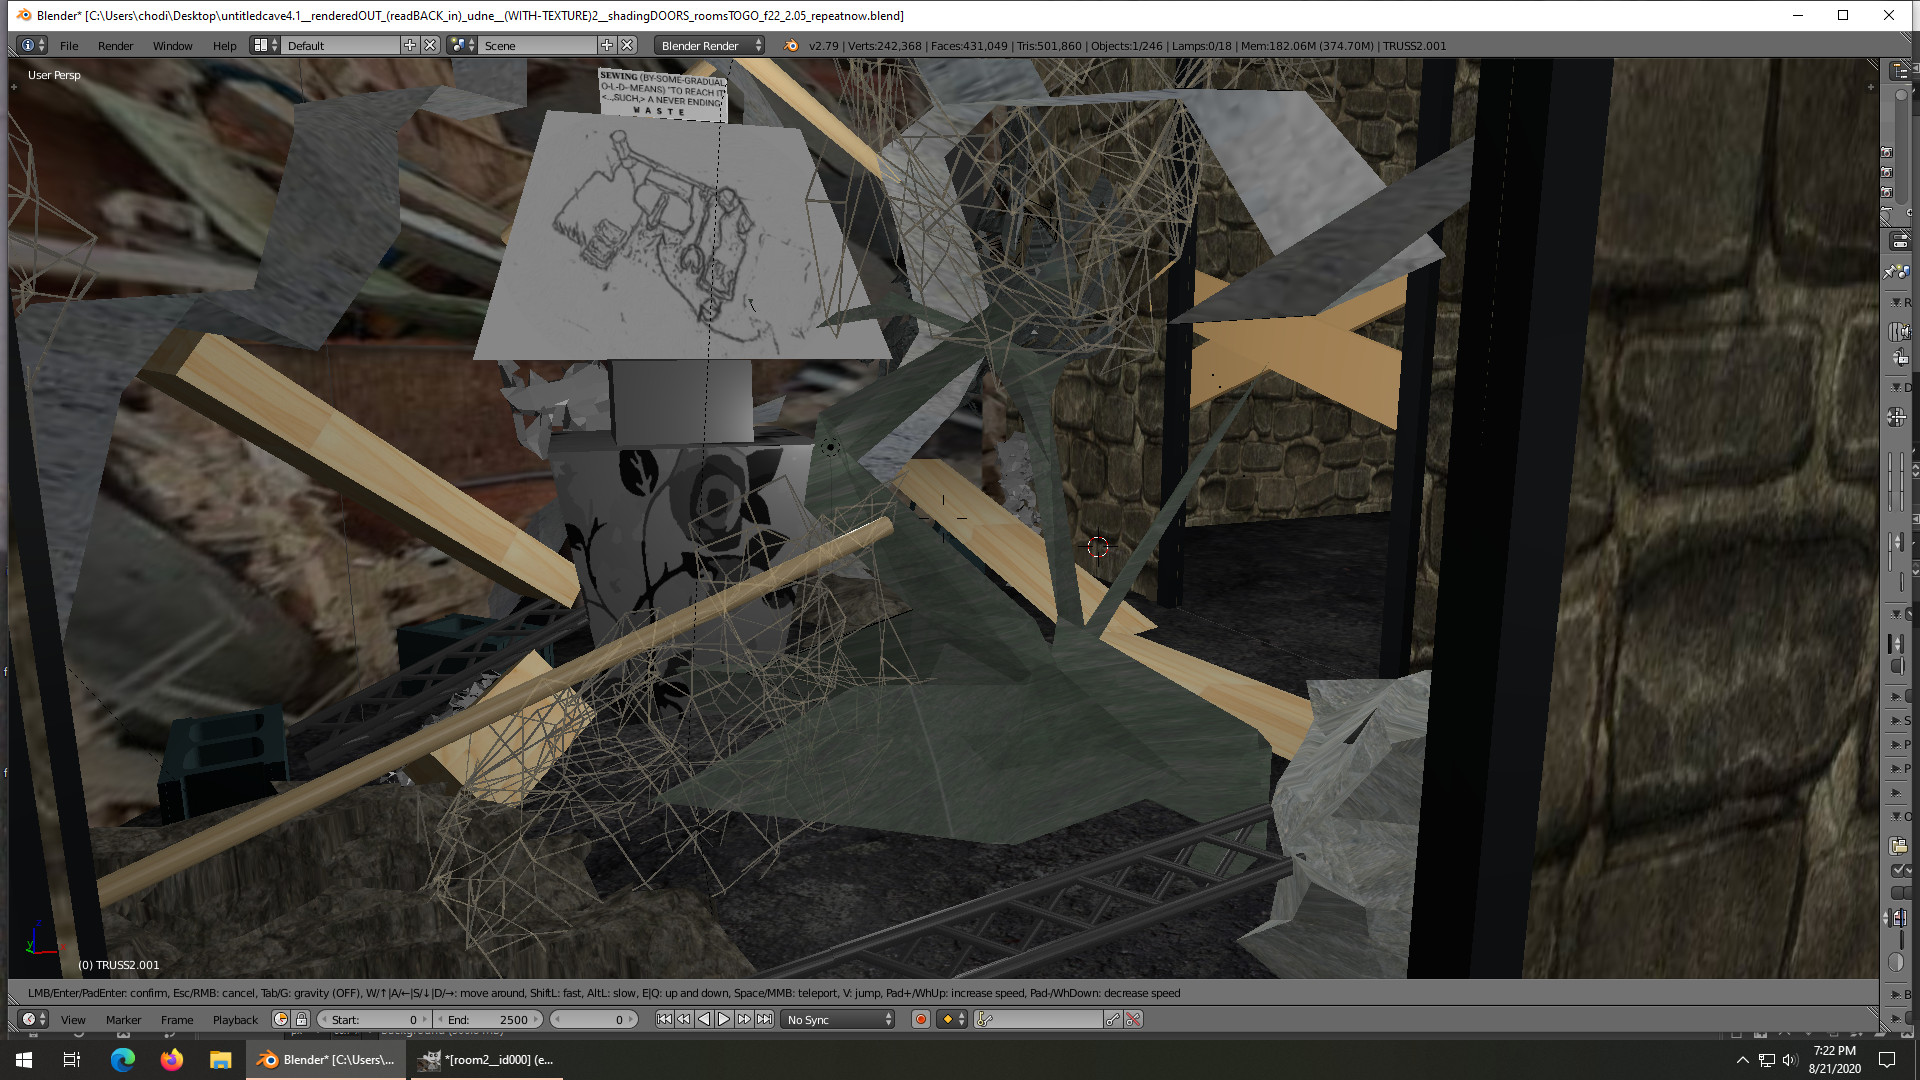 Blender* [C:\Users\chodi\Desktop\untitledcave4.1__renderedOUT_(readBACK_in)_udne__(WITH-TEXTURE)2__shadingDOORS_roomsTOGO_f22_2.05_repeatnow.blend]
File Render Window Help Default Scene Blender Render v2.79 | Verts:242,368 | Faces:431,049 | Tris:501,860 | Objects:1/246 | Lamps:0/18 | Mem:182.06M (374.70M) | TRUSS2.001
User Persp
SEWING (BY-SOME-GRADUAL
O-L-D--MEANS) "TO REACH IT
<...SUCH,> A NEVER ENDING
WASTE
(0) TRUSS2.001
LMB/Enter/PadEnter: confirm, Esc/RMB: cancel, Tab/G: gravity (OFF), W/↑|A/←|S/↓|D/→: move around, ShiftL: fast, AltL: slow, E|Q: up and down, Space/MMB: teleport, V: jump, Pad+/WhUp: increase speed, Pad-/WhDown: decrease speed
View Marker Frame Playback Start: 0 End: 2500 0 No Sync
Blender* [C:\Users\... *[room2__id000] (e...
7:22 PM
8/21/2020